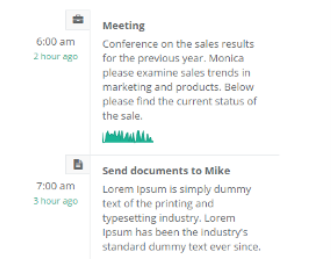 Meeting
6:00 am
2 hour ago
Conference on the sales results
for the previous year. Monica
please examine sales trends in
marketing and products. Below
please find the current status of
the sale.
Send documents to Mike
7:00 am
3 hour ago
Lorem Ipsum is simply dummy
text of the printing and
typesetting industry. Lorem
Ipsum has been the industry's
standard dummy text ever since.